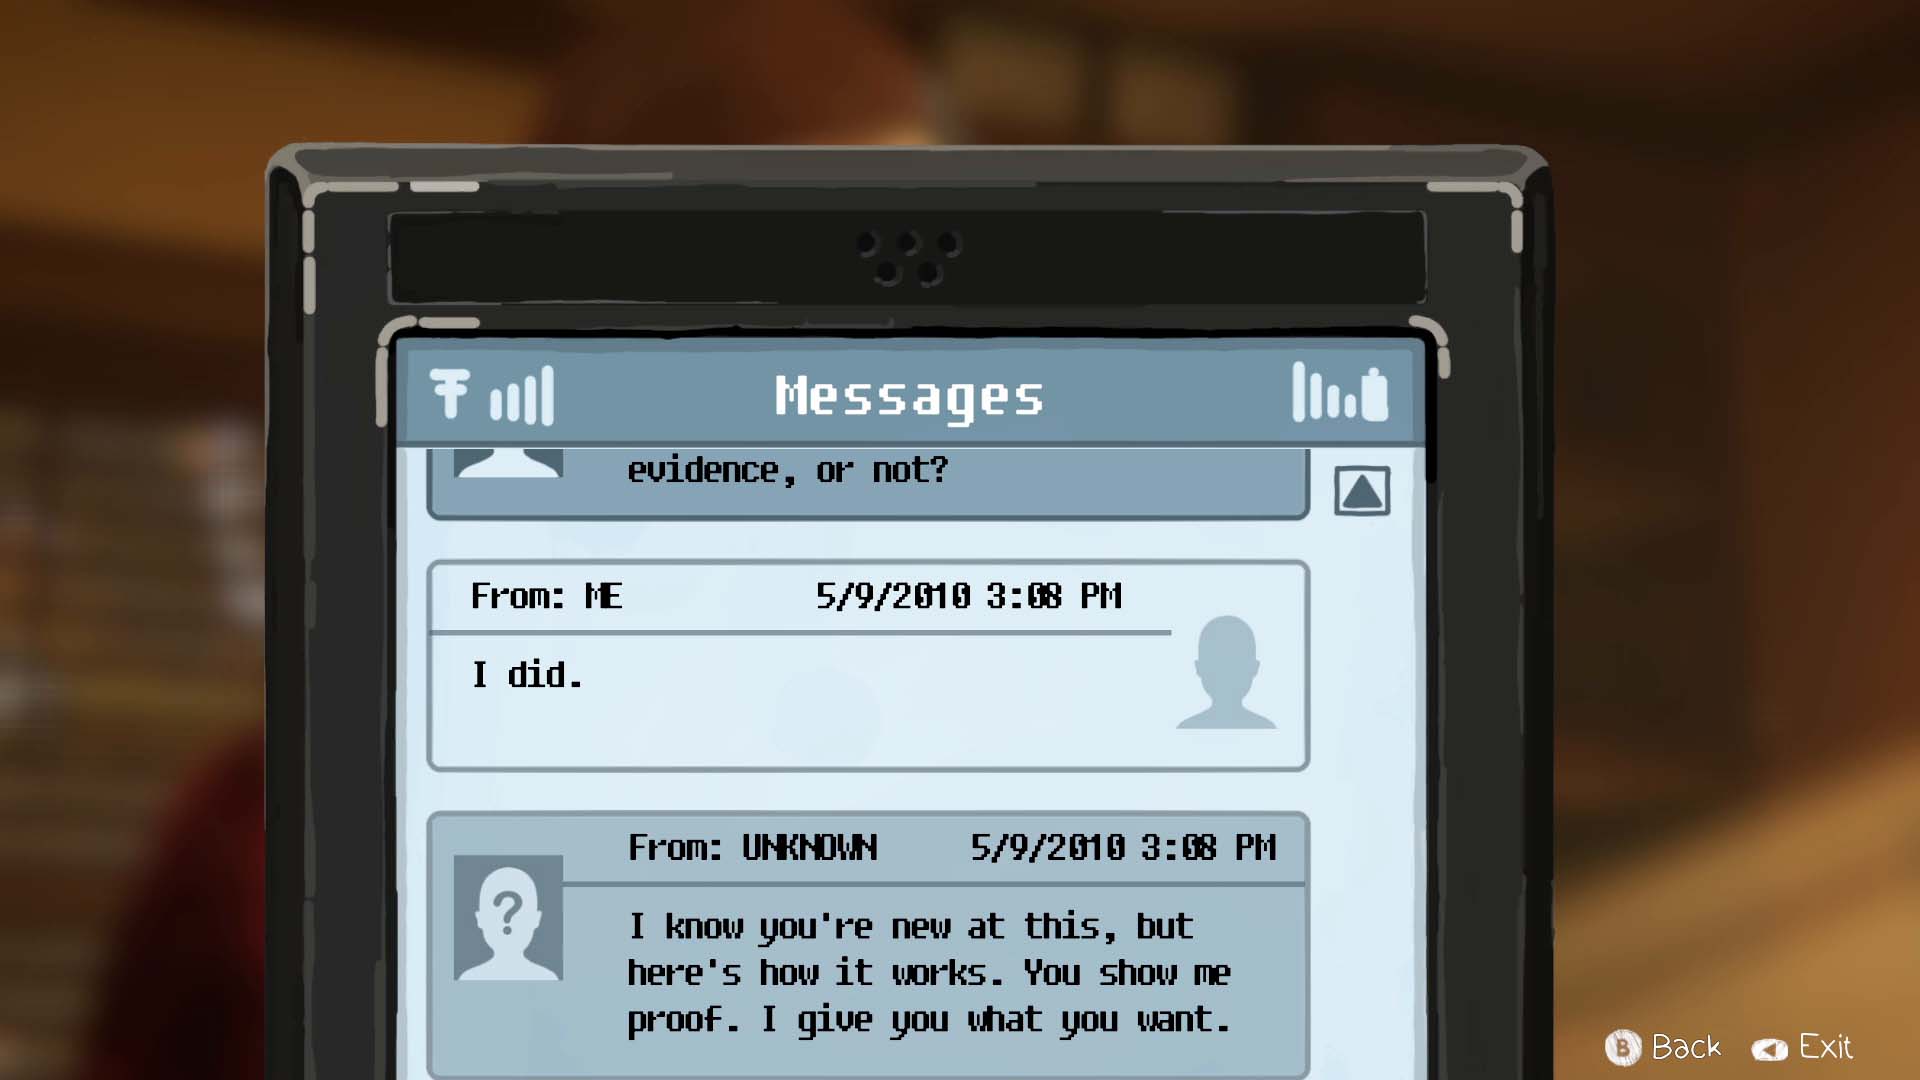 Messages
evidence, or not?
From: ME 5/9/2010 3:08 PM
I did.
From: UNKNOWN 5/9/2010 3:08 PM
?
I know you're new at this, but
here's how it works. You show me
proof. I give you what you want.
B Back Exit